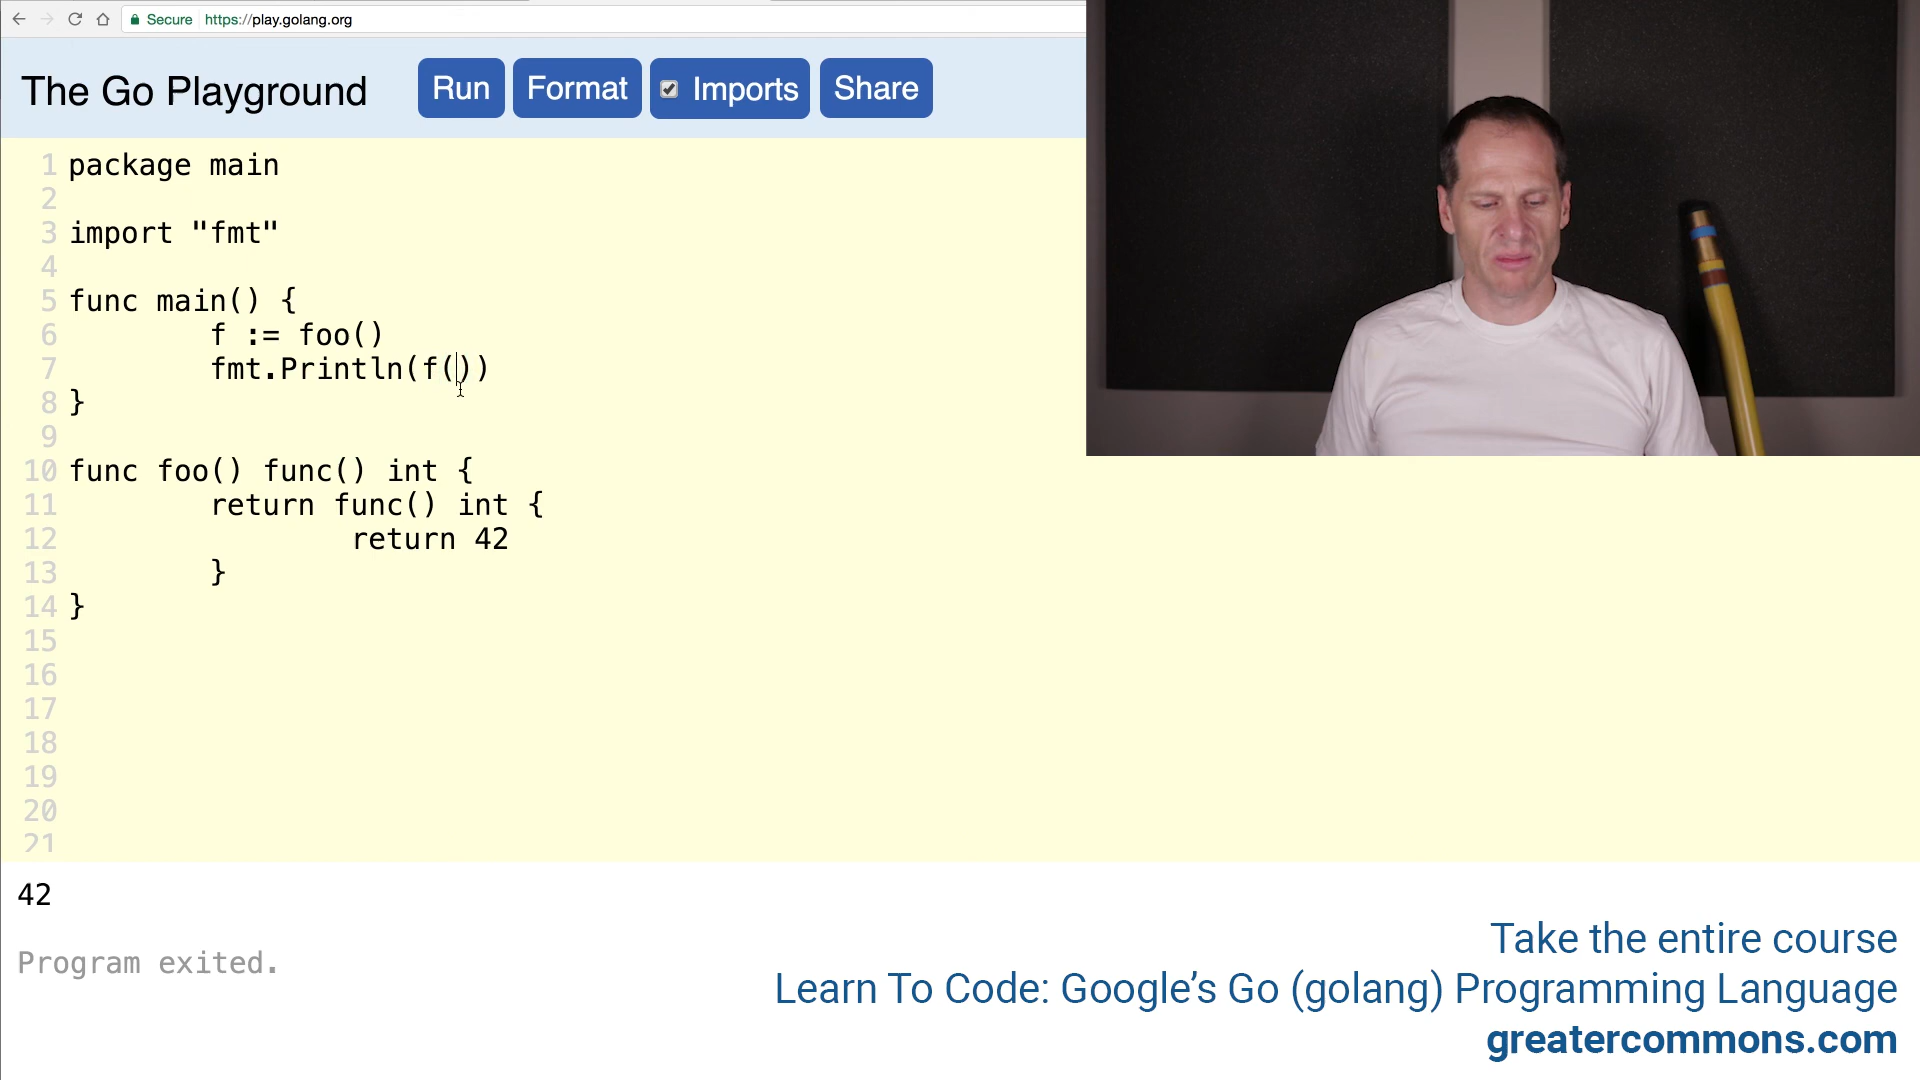 Secure https://play.golang.org
The Go Playground Run Format Imports Share
1 package main
2
3 import "fmt"
4
5 func main() {
6 f := foo()
7 fmt.Println(f())
8 }
9
10 func foo() func() int {
11 return func() int {
12 return 42
13 }
14 }
15
16
17
18
19
20
21
42
Program exited.
Take the entire course
Learn To Code: Google’s Go (golang) Programming Language
greatercommons.com